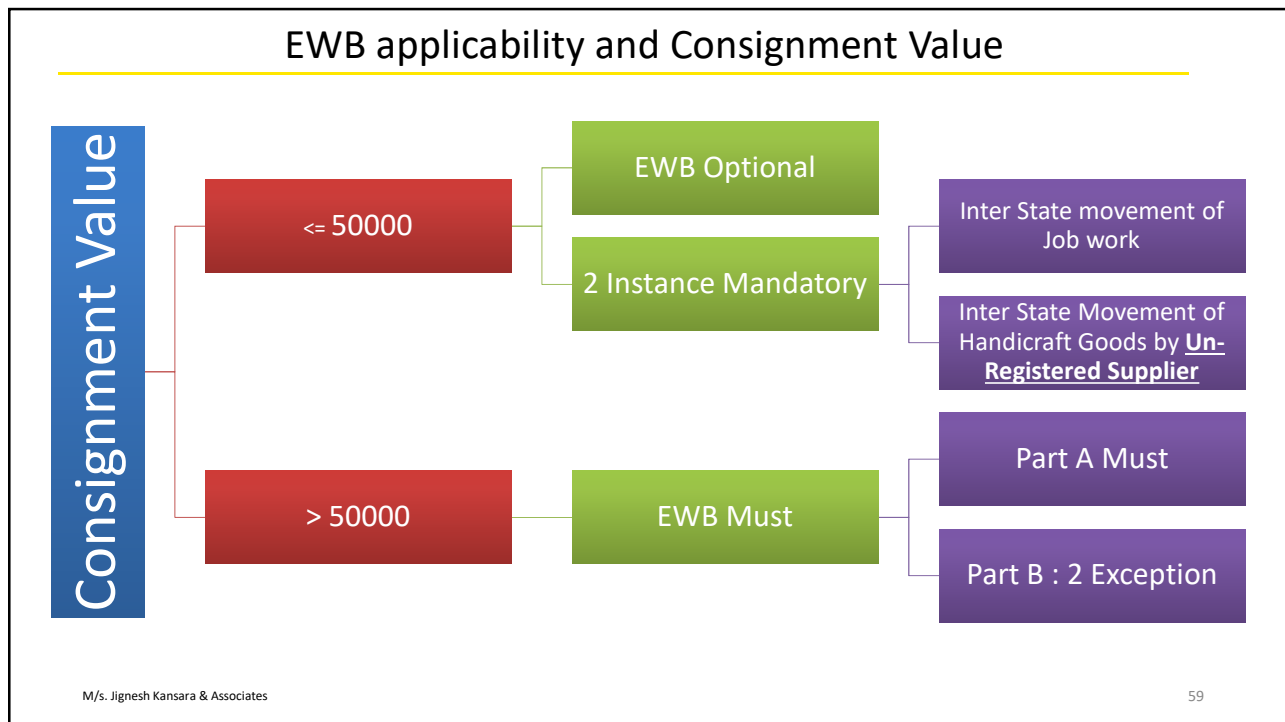 EWB applicability and Consignment Value
Consignment Value
<= 50000
EWB Optional
2 Instance Mandatory
Inter State movement of
Job work
Inter State Movement of
Handicraft Goods by Un-
Registered Supplier
> 50000
EWB Must
Part A Must
Part B : 2 Exception
M/s. Jignesh Kansara & Associates
59